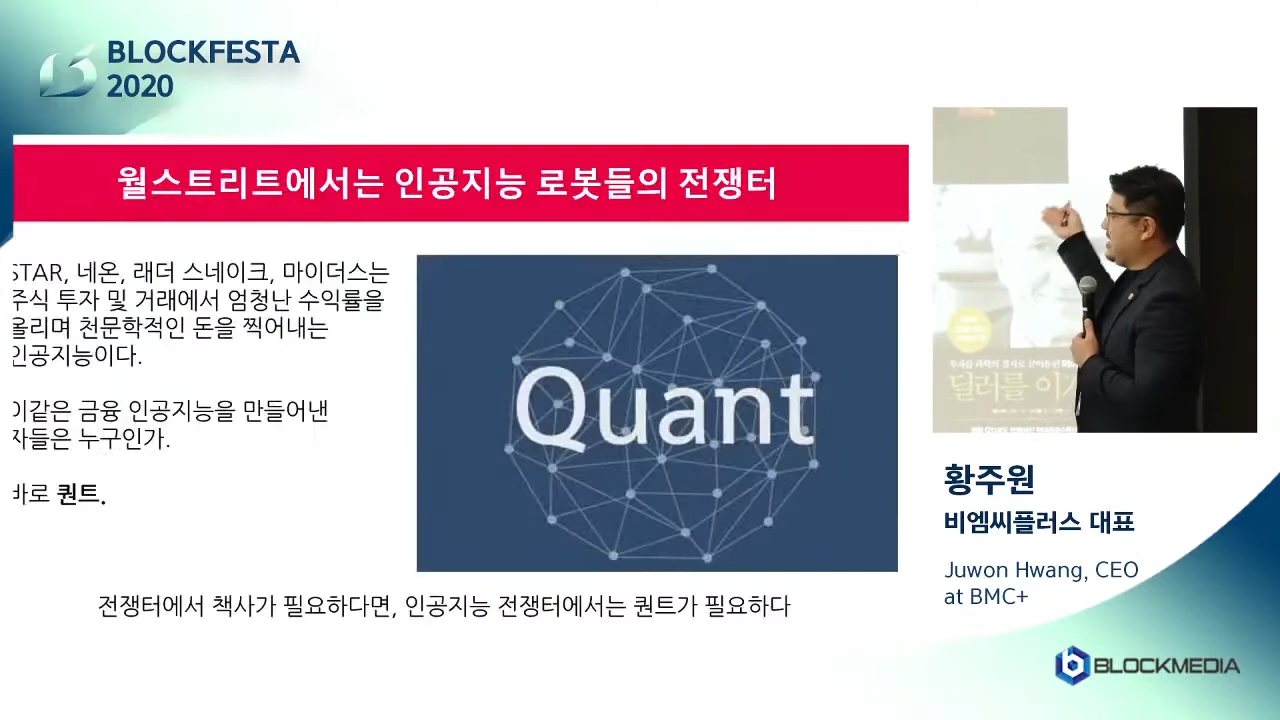 BLOCKFESTA
2020
월스트리트에서는 인공지능 로봇들의 전쟁터
STAR, 네온, 래더 스네이크, 마이더스는
주식 투자 및 거래에서 엄청난 수익률을
올리며 천문학적인 돈을 찍어내는
인공지능이다.
이같은 금융 인공지능을 만들어낸
자들은 누구인가.
바로 퀀트.
Quant
전쟁터에서 책사가 필요하다면, 인공지능 전쟁터에서는 퀀트가 필요하다
딜러를
황주원
비엠씨플러스 대표
Juwon Hwang, CEO
at BMC+
BLOCKMEDIA